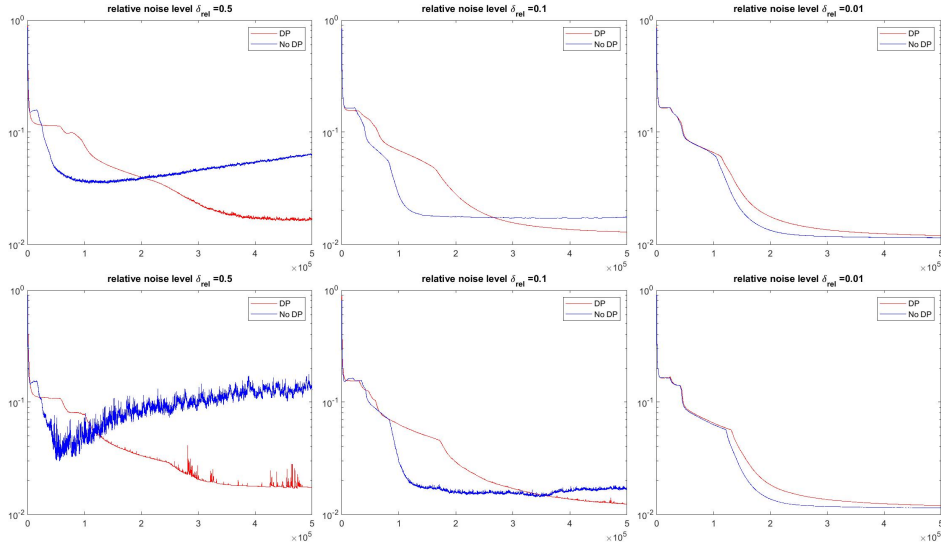 relative noise level δrel =0.5
relative noise level δrel =0.1
relative noise level δrel =0.01
10^0
DP
No DP
10^-1
10^-2
0 1 2 3 4 5
×10^5
10^0
DP
No DP
10^-1
10^-2
0 1 2 3 4 5
×10^5
10^0
DP
No DP
10^-1
10^-2
0 1 2 3 4 5
×10^5
relative noise level δrel =0.5
relative noise level δrel =0.1
relative noise level δrel =0.01
10^0
DP
No DP
10^-1
10^-2
0 1 2 3 4 5
×10^5
10^0
DP
No DP
10^-1
10^-2
0 1 2 3 4 5
×10^5
10^0
DP
No DP
10^-1
10^-2
0 1 2 3 4 5
×10^5